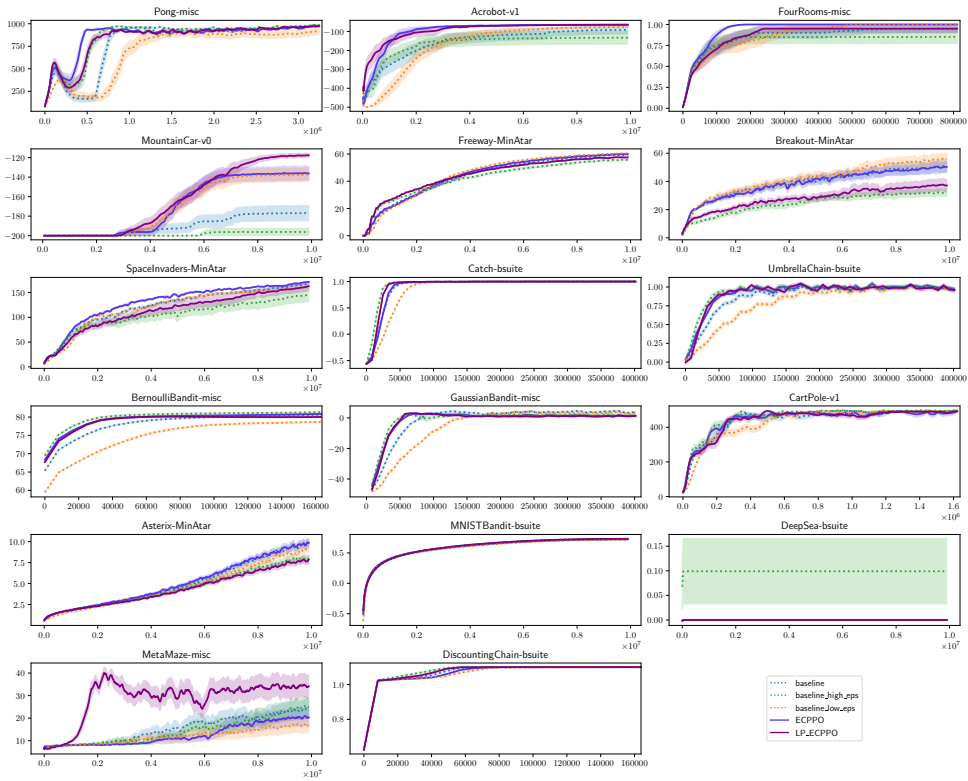 Pong-misc
Acrobot-v1
FourRooms-misc
1000
750
500
250
0.0 0.5 1.0 1.5 2.0 2.5 3.0
×10⁶
−100
−200
−300
−400
−500
0.0 0.2 0.4 0.6 0.8 1.0
×10⁷
1.00
0.75
0.50
0.25
0.00
0 100000 200000 300000 400000 500000 600000 700000 800000
MountainCar-v0
Freeway-MinAtar
Breakout-MinAtar
−120
−140
−160
−180
−200
0.0 0.2 0.4 0.6 0.8 1.0
×10⁷
60
40
20
0
0.0 0.2 0.4 0.6 0.8 1.0
×10⁷
60
40
20
0
0.0 0.2 0.4 0.6 0.8 1.0
×10⁷
SpaceInvaders-MinAtar
Catch-bsuite
UmbrellaChain-bsuite
150
100
50
0
0.0 0.2 0.4 0.6 0.8 1.0
×10⁷
1.0
0.5
0.0
−0.5
0 50000 100000 150000 200000 250000 300000 350000 400000
1.00
0.75
0.50
0.25
0.00
0 50000 100000 150000 200000 250000 300000 350000 400000
BernoulliBandit-misc
GaussianBandit-misc
CartPole-v1
80
75
70
65
60
0 20000 40000 60000 80000 100000 120000 140000 160000
0
−20
−40
0 50000 100000 150000 200000 250000 300000 350000 400000
400
200
0
0.0 0.2 0.4 0.6 0.8 1.0 1.2 1.4 1.6
×10⁶
Asterix-MinAtar
MNISTBandit-bsuite
DeepSea-bsuite
10.0
7.5
5.0
2.5
0.0 0.2 0.4 0.6 0.8 1.0
×10⁷
0.5
0.0
−0.5
0.0 0.2 0.4 0.6 0.8 1.0
×10⁷
0.15
0.10
0.05
0.00
0.0 0.2 0.4 0.6 0.8 1.0
×10⁷
MetaMaze-misc
DiscountingChain-bsuite
40
30
20
10
0.0 0.2 0.4 0.6 0.8 1.0
×10⁷
1.0
0.8
0 20000 40000 60000 80000 100000 120000 140000 160000
baseline
baseline_high_eps
baseline_low_eps
ECPPO
LP_ECPPO